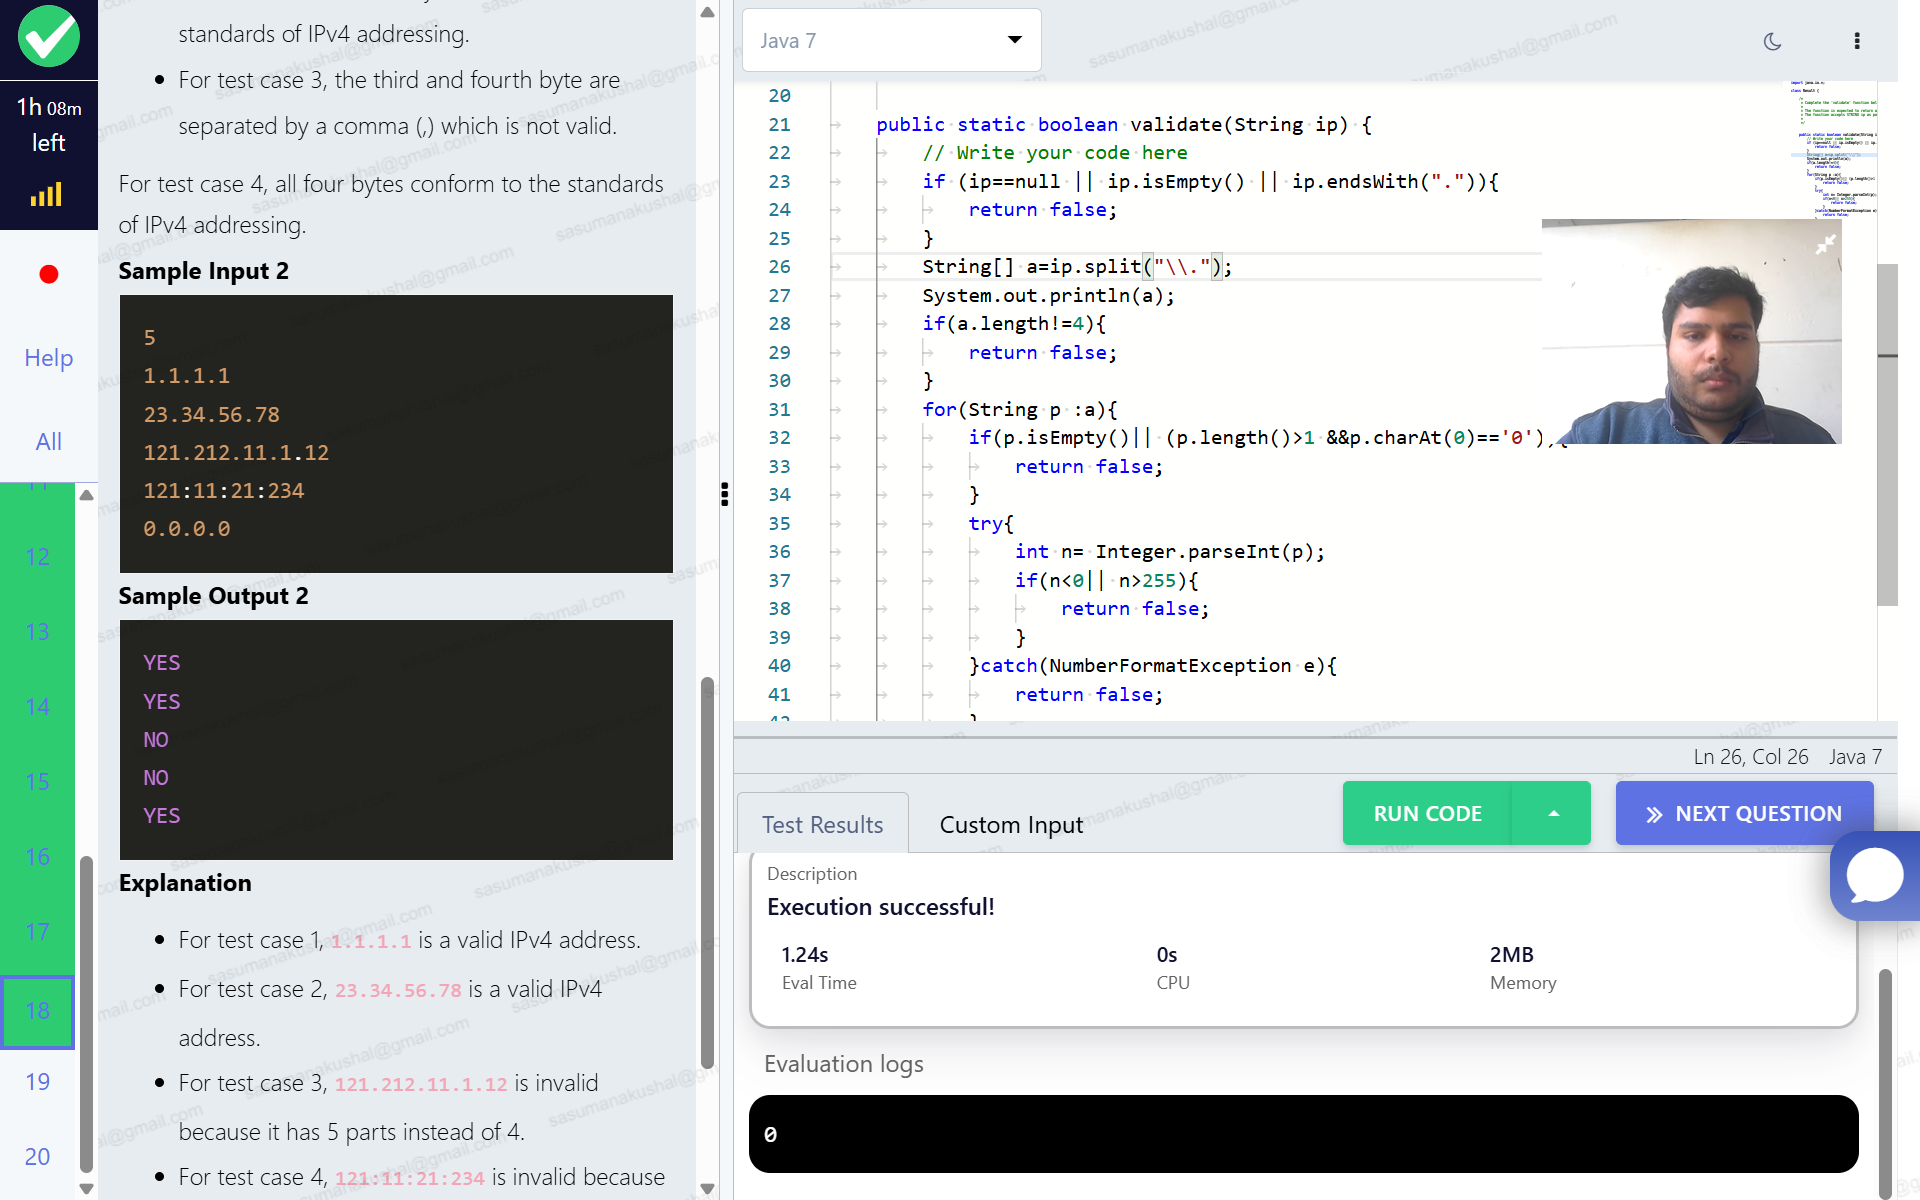 1h 08m
left
Help
All
12
13
14
15
16
17
18
19
20
standards of IPv4 addressing.
For test case 3, the third and fourth byte are
separated by a comma (,) which is not valid.
For test case 4, all four bytes conform to the standards
of IPv4 addressing.
Sample Input 2
5
1.1.1.1
23.34.56.78
121.212.11.1.12
121:11:21:234
0.0.0.0
Sample Output 2
YES
YES
NO
NO
YES
Explanation
For test case 1, 1.1.1.1 is a valid IPv4 address.
For test case 2, 23.34.56.78 is a valid IPv4
address.
For test case 3, 121.212.11.1.12 is invalid
because it has 5 parts instead of 4.
For test case 4, 121:11:21:234 is invalid because
Java 7
20
21 public static boolean validate(String ip) {
22 // Write your code here
23 if (ip==null || ip.isEmpty() || ip.endsWith(".")){
24 return false;
25 }
26 String[] a=ip.split("\\.");
27 System.out.println(a);
28 if(a.length!=4){
29 return false;
30 }
31 for(String p :a){
32 if(p.isEmpty()|| (p.length()>1 &&p.charAt(0)=='0')){
33 return false;
34 }
35 try{
36 int n= Integer.parseInt(p);
37 if(n<0|| n>255){
38 return false;
39 }
40 }catch(NumberFormatException e){
41 return false;
42 }
Ln 26, Col 26 Java 7
Test Results
Custom Input
RUN CODE
NEXT QUESTION
Description
Execution successful!
1.24s
Eval Time
0s
CPU
2MB
Memory
Evaluation logs
0
sasumanakushal@gmail.com